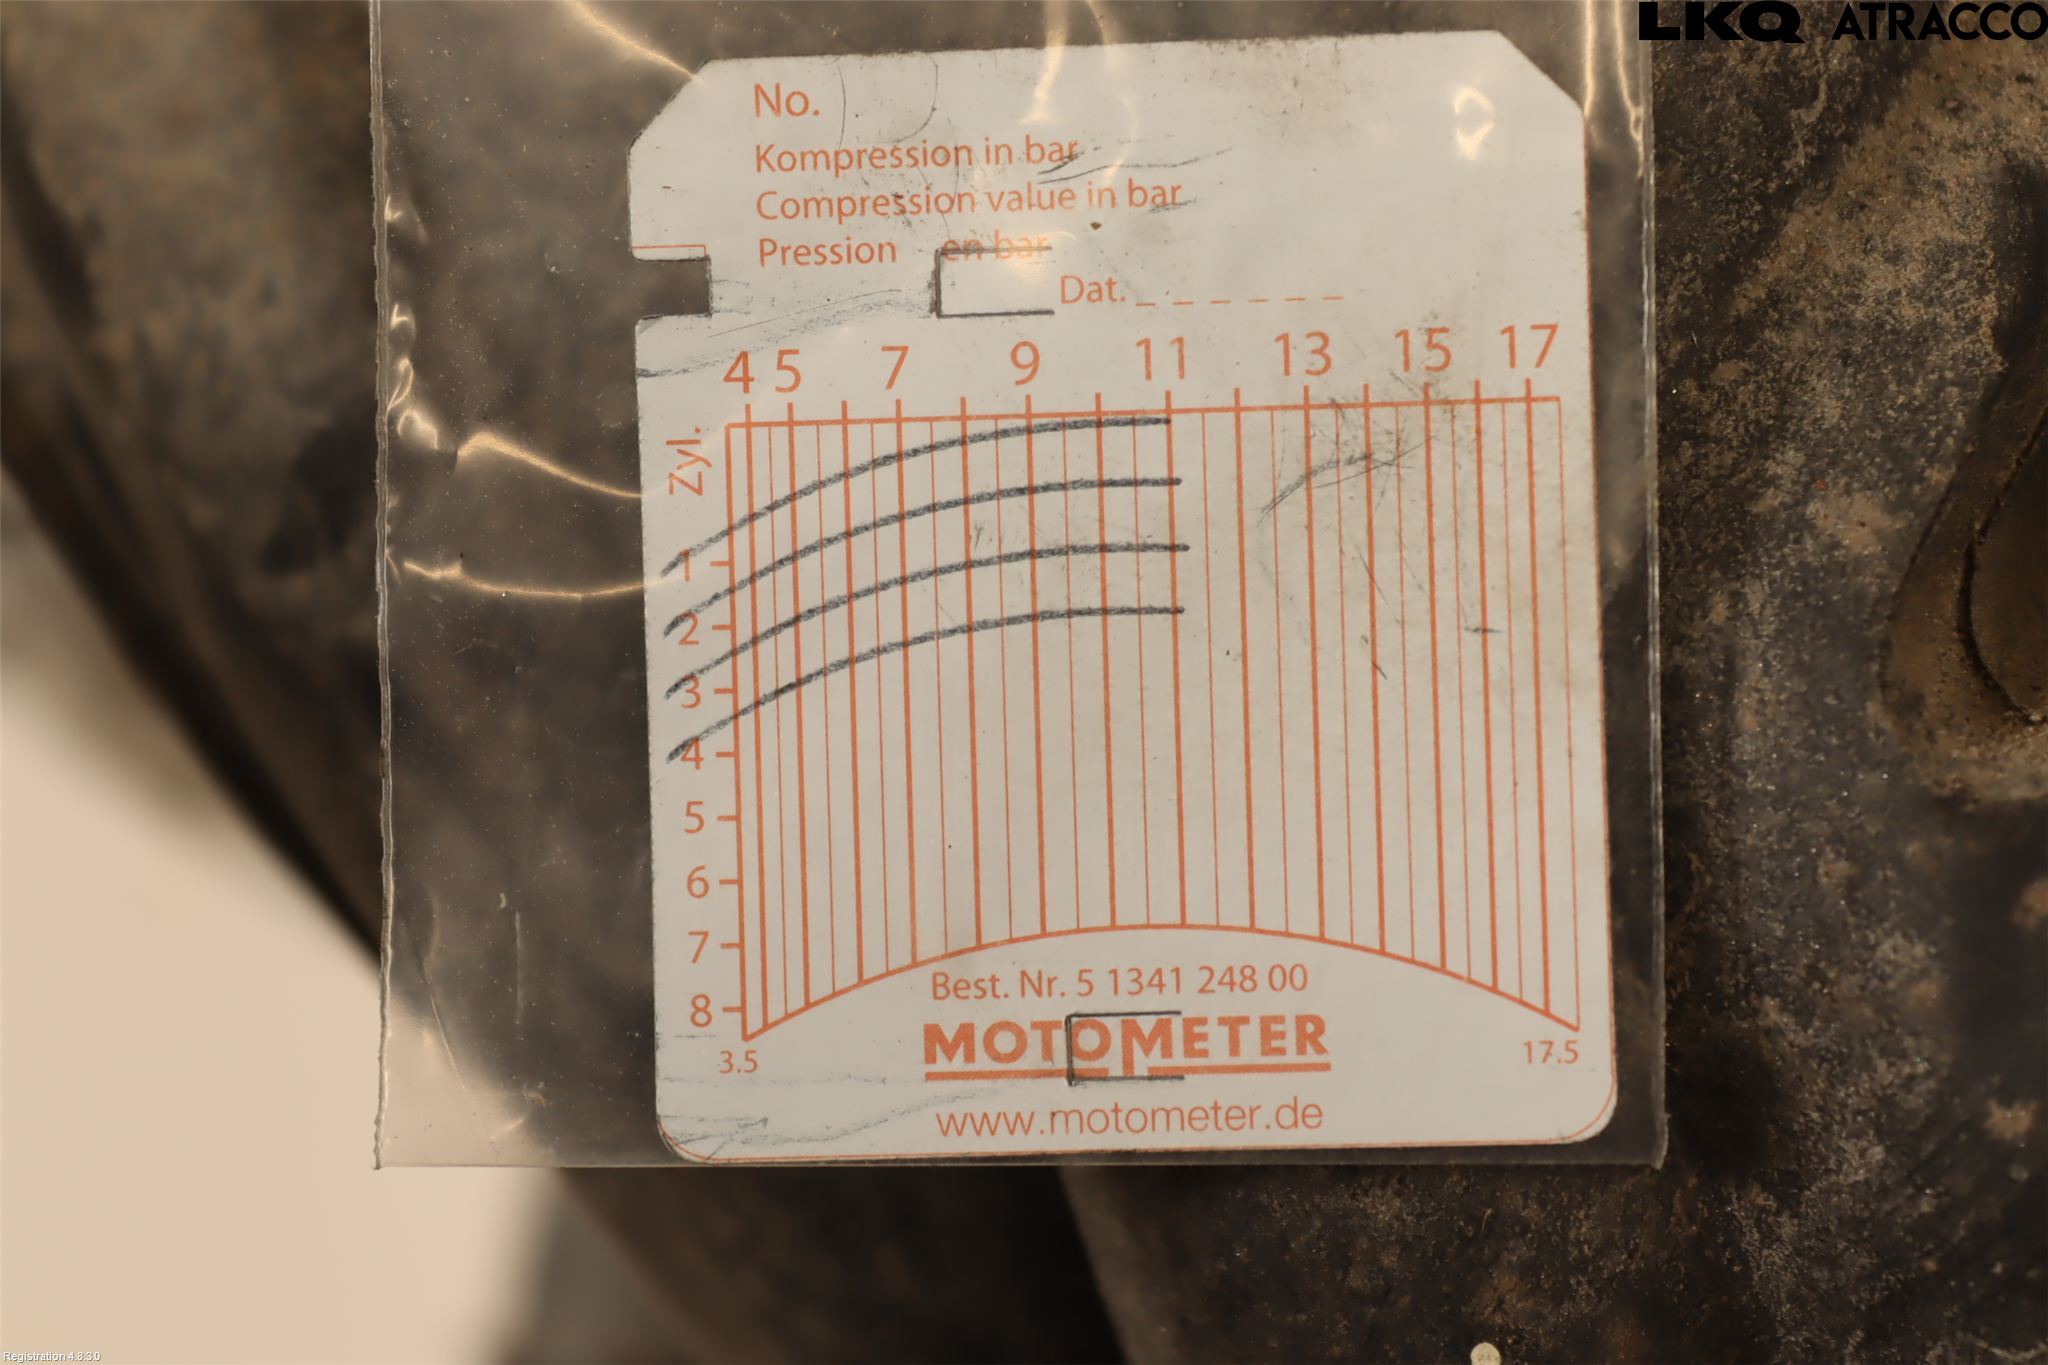 LKQ ATRACCO
No.
Kompression in bar
Compression value in bar
Pression en bar
Dat. _ _ _ _ _ _
4 5 7 9 11 13 15 17
Zyl.
1
2
3
4
5
6
7
8
3.5 17.5
Best. Nr. 5 1341 248 00
MOTOMETER
www.motometer.de
Registration 4.8.3.0